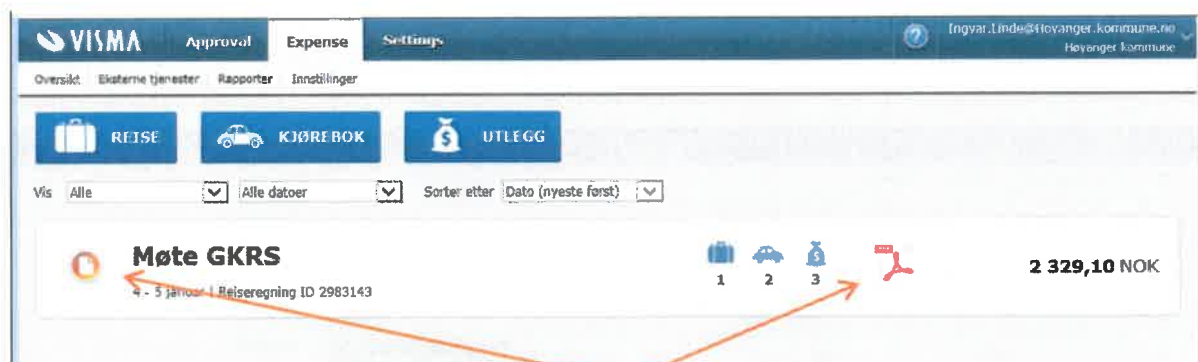 VISMA Approval Expense Settings Ingvar.Linde@Hoyanger.kommune.no
Høyanger kommune
Oversikt Eksterne tjenester Rapporter Innstillinger
REISE KJØREBOK UTLEGG
Vis Alle Alle datoer Sorter etter Dato (nyeste først)
Møte GKRS
1 2 3
2 329,10 NOK
4 - 5 januar | Reiseregning ID 2983143